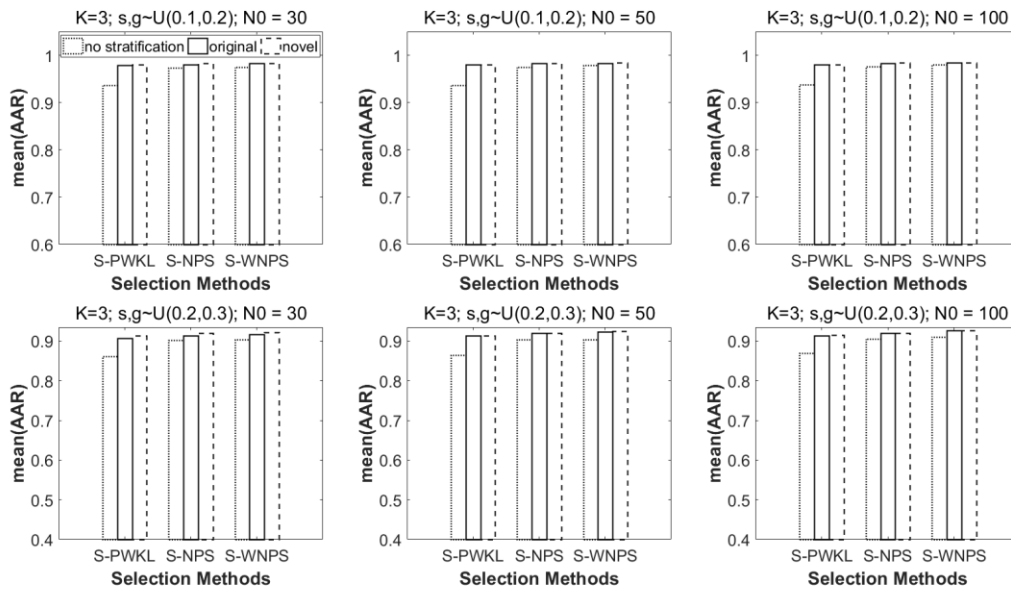 K=3; s,g~U(0.1,0.2); N0 = 30
no stratification original novel
1
0.9
0.8
0.7
0.6
mean(AAR)
S-PWKL S-NPS S-WNPS
Selection Methods
K=3; s,g~U(0.1,0.2); N0 = 50
1
0.9
0.8
0.7
0.6
mean(AAR)
S-PWKL S-NPS S-WNPS
Selection Methods
K=3; s,g~U(0.1,0.2); N0 = 100
1
0.9
0.8
0.7
0.6
mean(AAR)
S-PWKL S-NPS S-WNPS
Selection Methods
K=3; s,g~U(0.2,0.3); N0 = 30
0.9
0.8
0.7
0.6
0.5
0.4
mean(AAR)
S-PWKL S-NPS S-WNPS
Selection Methods
K=3; s,g~U(0.2,0.3); N0 = 50
0.9
0.8
0.7
0.6
0.5
0.4
mean(AAR)
S-PWKL S-NPS S-WNPS
Selection Methods
K=3; s,g~U(0.2,0.3); N0 = 100
0.9
0.8
0.7
0.6
0.5
0.4
mean(AAR)
S-PWKL S-NPS S-WNPS
Selection Methods